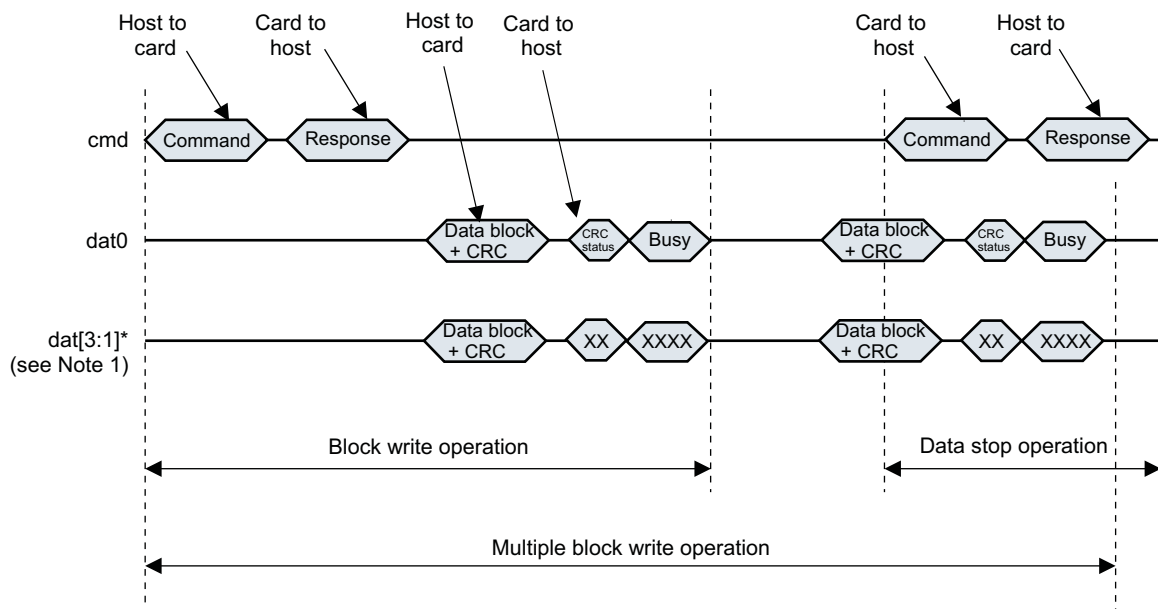 Host to
card
Card to
host
Host to
card
Card to
host
Card to
host
Host to
card
cmd
Command
Response
Command
Response
dat0
Data block
+ CRC
CRC
status
Busy
Data block
+ CRC
CRC
status
Busy
dat[3:1]*
(see Note 1)
Data block
+ CRC
XX
XXXX
Data block
+ CRC
XX
XXXX
Block write operation
Data stop operation
Multiple block write operation